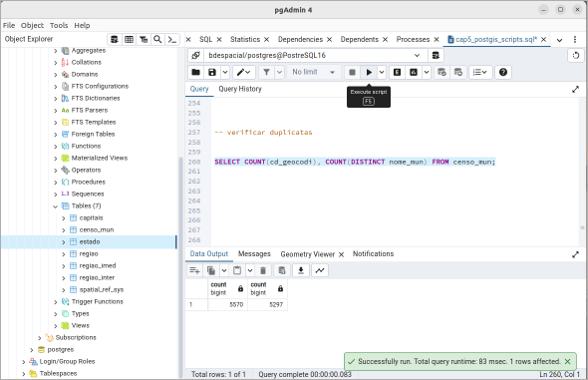 pgAdmin 4
File Object Tools Help
Object Explorer
SQL Statistics Dependencies Dependents Processes cap5_postgis_scripts.sql*
Aggregates
Collations
Domains
FTS Configurations
FTS Dictionaries
FTS Parsers
FTS Templates
Foreign Tables
Functions
Materialized Views
Operators
Procedures
Sequences
Tables (7)
capitais
censo_mun
estado
regiao
regiao_imed
regiao_inter
spatial_ref_sys
Trigger Functions
Types
Views
Subscriptions
postgres
Login/Group Roles
Tablespaces
bdespacial/postgres@PostreSQL16
No limit
Execute script
F5
Query Query History
254
255
256
257 -- verificar duplicatas
258
259
260 SELECT COUNT(cd_geocodi), COUNT(DISTINCT nome_mun) FROM censo_mun;
261
262
263
264
265
266
267
268
Data Output Messages Geometry Viewer Notifications
count
bigint
count
bigint
1 5570 5297
Successfully run. Total query runtime: 83 msec. 1 rows affected.
Total rows: 1 of 1 Query complete 00:00:00.083 Ln 260, Col 1